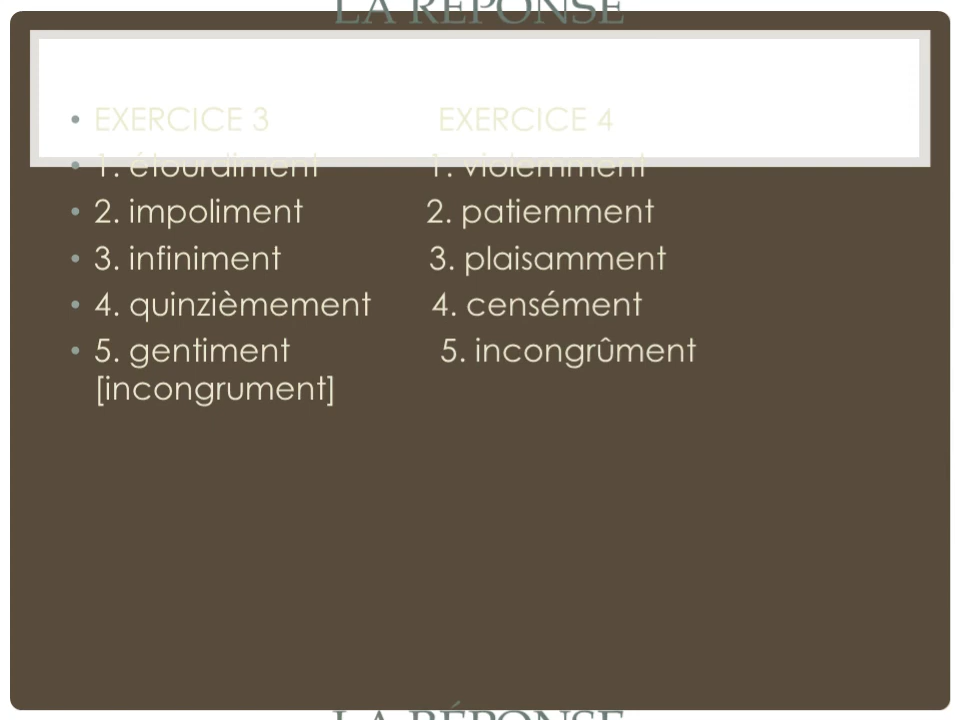 LA RÉPONSE
• EXERCICE 3 EXERCICE 4
• 1. étourdiment 1. violemment
• 2. impoliment 2. patiemment
• 3. infiniment 3. plaisamment
• 4. quinzièmement 4. censément
• 5. gentiment 5. incongrûment
[incongrument]
LA RÉPONSE